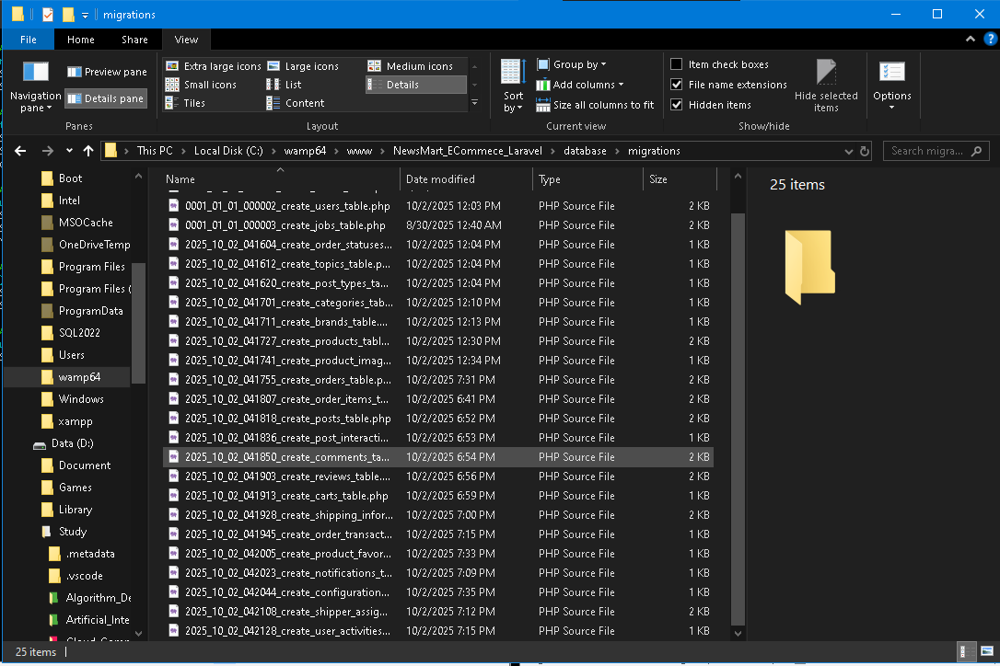 migrations
File Home Share View
Navigation pane
Preview pane
Details pane
Panes
Extra large icons Large icons Medium icons
Small icons List Details
Tiles Content
Layout
Sort by
Group by
Add columns
Size all columns to fit
Current view
Item check boxes
File name extensions
Hidden items
Hide selected items
Show/hide
Options
This PC > Local Disk (C:) > wamp64 > www > NewsMart_ECommece_Laravel > database > migrations
Search migra...
Boot
Intel
MSOCache
OneDriveTemp
Program Files
Program Files (
ProgramData
SQL2022
Users
wamp64
Windows
xampp
Data (D:)
Document
Games
Library
Study
.metadata
.vscode
Algorithm_De
Artificial_Inte
Name Date modified Type Size
0001_01_01_000002_create_users_table.php 10/2/2025 12:03 PM PHP Source File 2 KB
0001_01_01_000003_create_jobs_table.php 8/30/2025 12:40 AM PHP Source File 2 KB
2025_10_02_041604_create_order_statuses... 10/2/2025 12:04 PM PHP Source File 1 KB
2025_10_02_041612_create_topics_table.p... 10/2/2025 12:04 PM PHP Source File 1 KB
2025_10_02_041620_create_post_types_ta... 10/2/2025 12:04 PM PHP Source File 1 KB
2025_10_02_041701_create_categories_tab... 10/2/2025 12:10 PM PHP Source File 1 KB
2025_10_02_041711_create_brands_table.... 10/2/2025 12:13 PM PHP Source File 1 KB
2025_10_02_041727_create_products_tabl... 10/2/2025 12:30 PM PHP Source File 2 KB
2025_10_02_041741_create_product_imag... 10/2/2025 12:34 PM PHP Source File 1 KB
2025_10_02_041755_create_orders_table.p... 10/2/2025 7:31 PM PHP Source File 2 KB
2025_10_02_041807_create_order_items_t... 10/2/2025 6:41 PM PHP Source File 2 KB
2025_10_02_041818_create_posts_table.php 10/2/2025 6:52 PM PHP Source File 2 KB
2025_10_02_041836_create_post_interacti... 10/2/2025 6:53 PM PHP Source File 1 KB
2025_10_02_041850_create_comments_ta... 10/2/2025 6:54 PM PHP Source File 2 KB
2025_10_02_041903_create_reviews_table.... 10/2/2025 6:56 PM PHP Source File 2 KB
2025_10_02_041913_create_carts_table.php 10/2/2025 6:59 PM PHP Source File 1 KB
2025_10_02_041928_create_shipping_infor... 10/2/2025 7:00 PM PHP Source File 2 KB
2025_10_02_041945_create_order_transact... 10/2/2025 7:15 PM PHP Source File 1 KB
2025_10_02_042005_create_product_favor... 10/2/2025 7:33 PM PHP Source File 1 KB
2025_10_02_042023_create_notifications_t... 10/2/2025 7:09 PM PHP Source File 1 KB
2025_10_02_042044_create_configuration... 10/2/2025 7:35 PM PHP Source File 1 KB
2025_10_02_042108_create_shipper_assig... 10/2/2025 7:12 PM PHP Source File 2 KB
2025_10_02_042128_create_user_activities... 10/2/2025 7:15 PM PHP Source File 1 KB
25 items
25 items